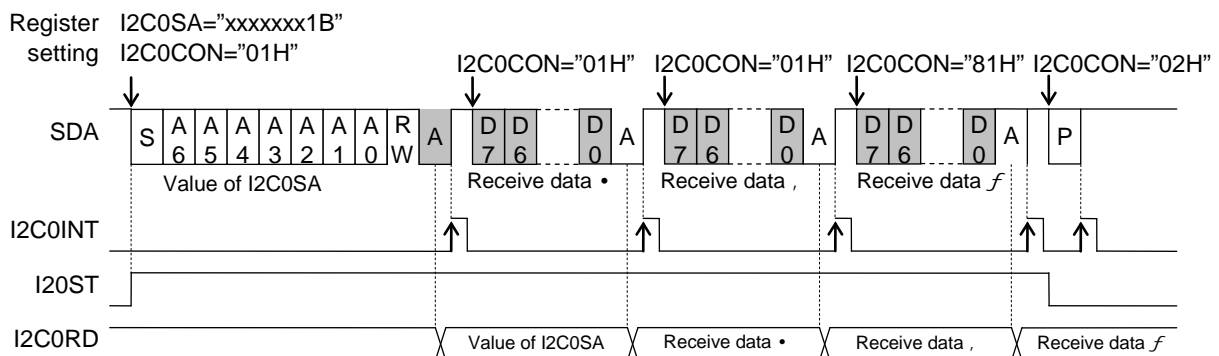 Register I2C0SA="xxxxxxx1B"
setting I2C0CON="01H"
I2C0CON="01H" I2C0CON="01H" I2C0CON="81H" I2C0CON="02H"
SDA S A6 A5 A4 A3 A2 A1 A0 RW A D7 D6 D0 A D7 D6 D0 A D7 D6 D0 A P
Value of I2C0SA Receive data • Receive data , Receive data ƒ
I2C0INT
I20ST
I2C0RD Value of I2C0SA Receive data • Receive data , Receive data ƒ